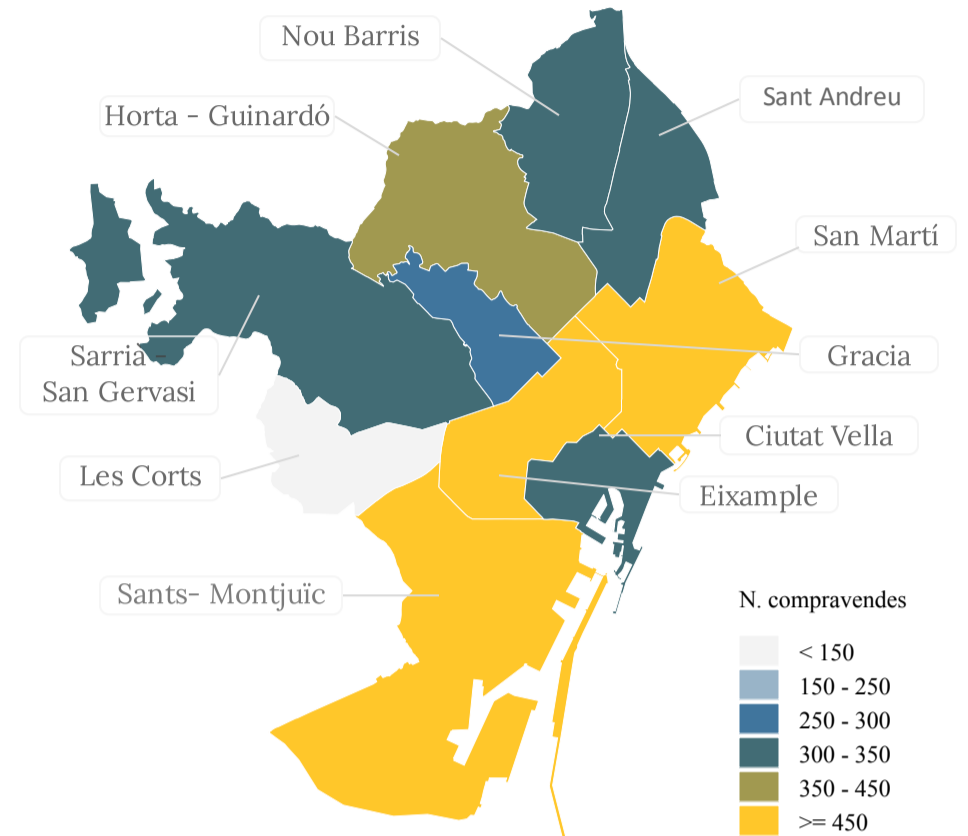 Nou Barris
Sant Andreu
Horta - Guinardó
San Martí
Sarria -
San Gervasi
Gracia
Ciutat Vella
Les Corts
Eixample
Sants- Montjuïc
N. compravendes
< 150
150 - 250
250 - 300
300 - 350
350 - 450
>= 450